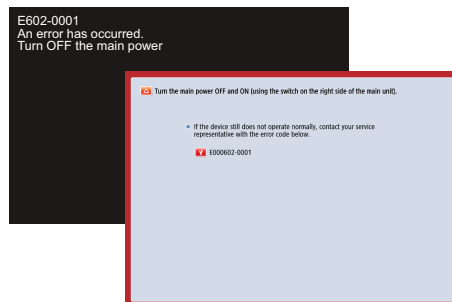 E602-0001
An error has occurred.
Turn OFF the main power
Turn the main power OFF and ON (using the switch on the right side of the main unit).
If the device still does not operate normally, contact your service
representative with the error code below.
E000602-0001